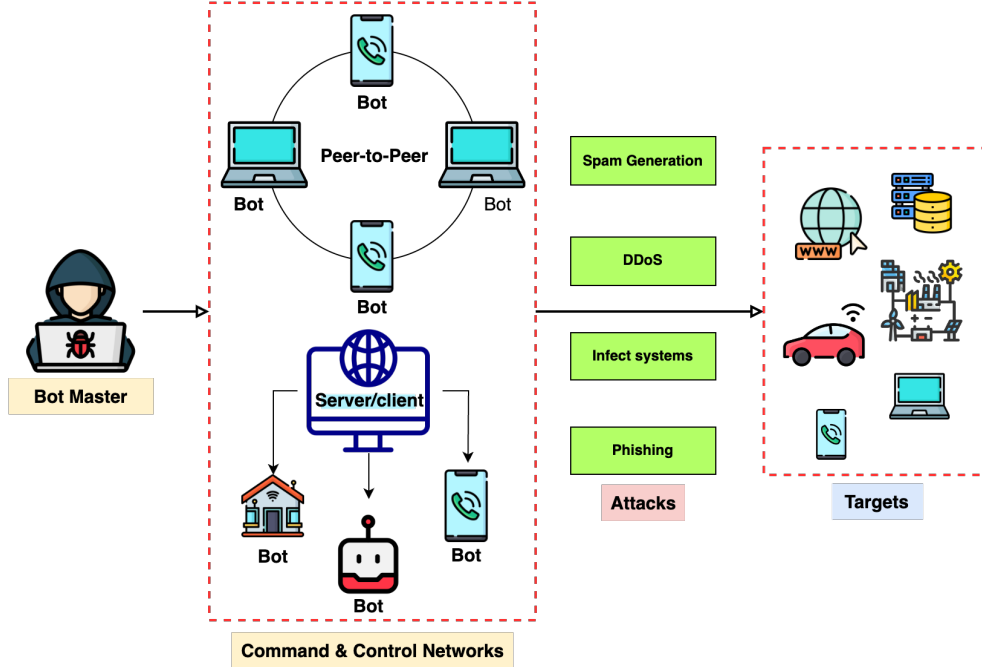 Bot
Peer-to-Peer
Bot
Bot
Bot
Server/client
Bot
Bot
Bot
Bot Master
Command & Control Networks
Spam Generation
DDoS
Infect systems
Phishing
Attacks
WWW
Targets